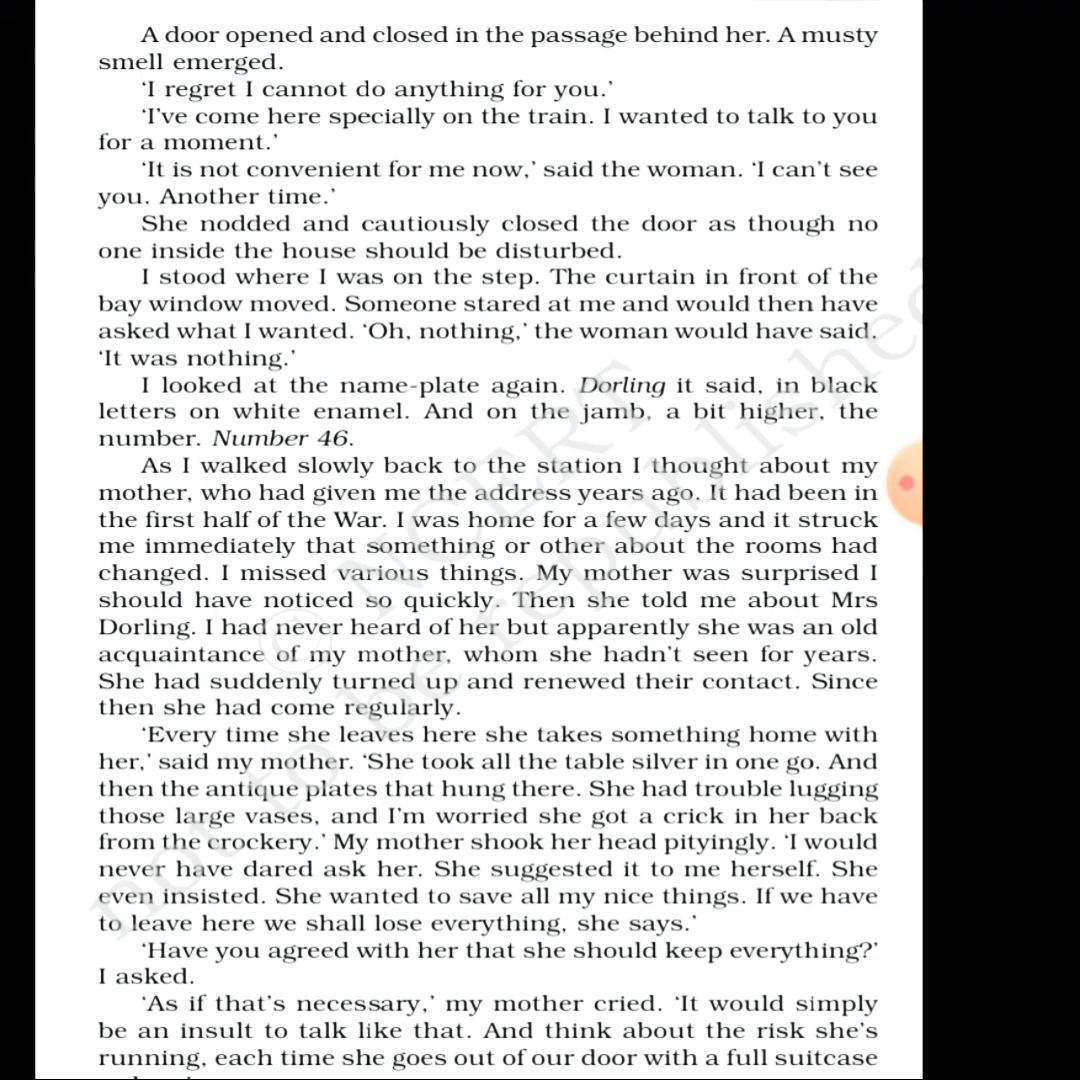 A door opened and closed in the passage behind her. A musty
smell emerged.
‘I regret I cannot do anything for you.’
‘I’ve come here specially on the train. I wanted to talk to you
for a moment.’
‘It is not convenient for me now,’ said the woman. ‘I can’t see
you. Another time.’
She nodded and cautiously closed the door as though no
one inside the house should be disturbed.
I stood where I was on the step. The curtain in front of the
bay window moved. Someone stared at me and would then have
asked what I wanted. ‘Oh, nothing,’ the woman would have said.
‘It was nothing.’
I looked at the name-plate again. Dorling it said, in black
letters on white enamel. And on the jamb, a bit higher, the
number. Number 46.
As I walked slowly back to the station I thought about my
mother, who had given me the address years ago. It had been in
the first half of the War. I was home for a few days and it struck
me immediately that something or other about the rooms had
changed. I missed various things. My mother was surprised I
should have noticed so quickly. Then she told me about Mrs
Dorling. I had never heard of her but apparently she was an old
acquaintance of my mother, whom she hadn’t seen for years.
She had suddenly turned up and renewed their contact. Since
then she had come regularly.
‘Every time she leaves here she takes something home with
her,’ said my mother. ‘She took all the table silver in one go. And
then the antique plates that hung there. She had trouble lugging
those large vases, and I’m worried she got a crick in her back
from the crockery.’ My mother shook her head pityingly. ‘I would
never have dared ask her. She suggested it to me herself. She
even insisted. She wanted to save all my nice things. If we have
to leave here we shall lose everything, she says.’
‘Have you agreed with her that she should keep everything?’
I asked.
‘As if that’s necessary,’ my mother cried. ‘It would simply
be an insult to talk like that. And think about the risk she’s
running, each time she goes out of our door with a full suitcase
© NCERT
not to be republished